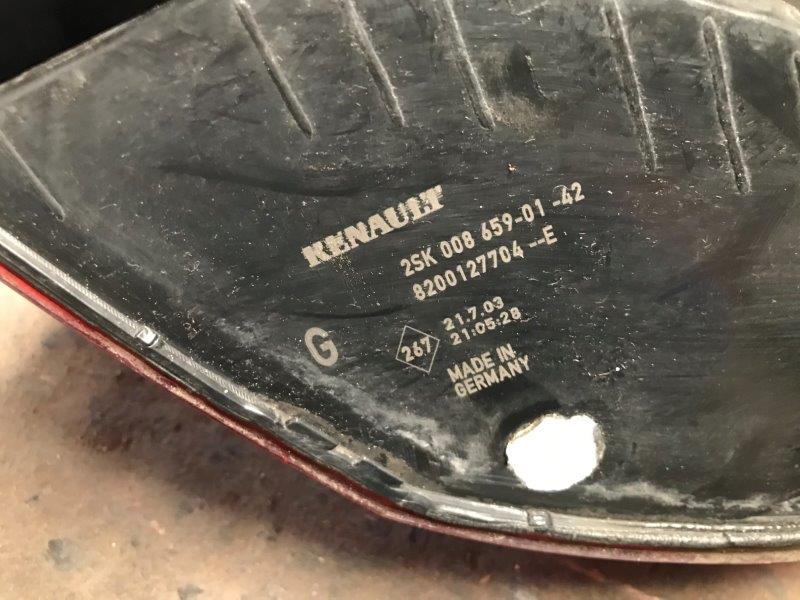 RENAULT
2SK 008 659-01 -42
8200127704 --E
G
267
21.7.03
21:05:28
MADE IN
GERMANY